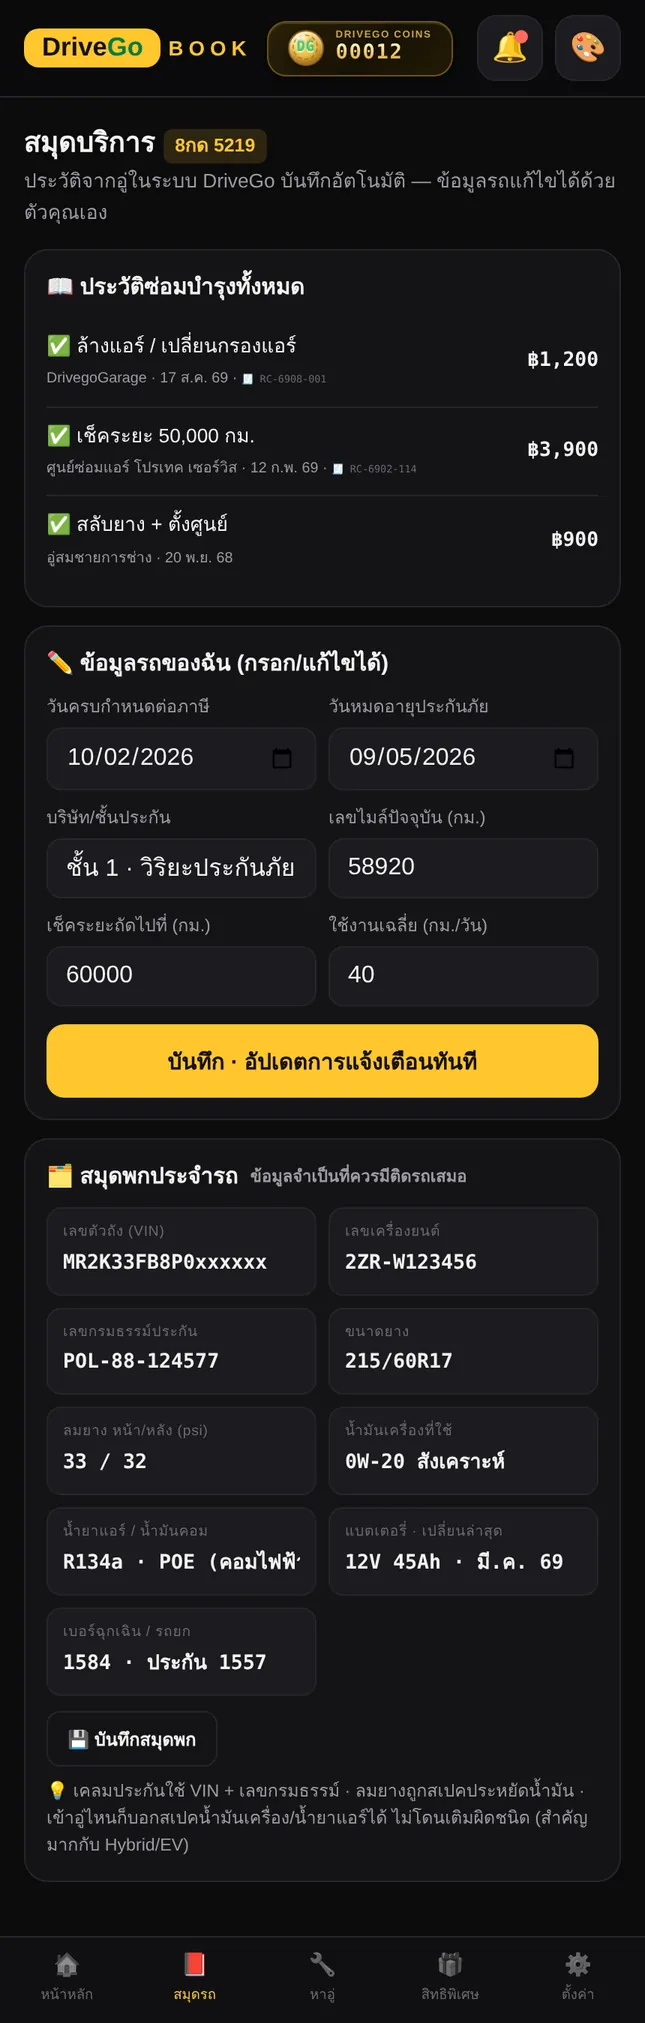 DriveGo BOOK
DG
DRIVEGO COINS
00012
สมุดบริการ 8กด 5219
ประวัติจากอู่ในระบบ DriveGo บันทึกอัตโนมัติ — ข้อมูลรถแก้ไขได้ด้วย
ตัวคุณเอง
📖 ประวัติซ่อมบำรุงทั้งหมด
✅ ล้างแอร์ / เปลี่ยนกรองแอร์
฿1,200
DrivegoGarage · 17 ส.ค. 69 · 🧾 RC-6908-001
✅ เช็คระยะ 50,000 กม.
฿3,900
ศูนย์ซ่อมแอร์ โปรเทค เซอร์วิส · 12 ก.พ. 69 · 🧾 RC-6902-114
✅ สลับยาง + ตั้งศูนย์
฿900
อู่สมชายการช่าง · 20 พ.ย. 68
✏️ ข้อมูลรถของฉัน (กรอก/แก้ไขได้)
วันครบกำหนดต่อภาษี
10/02/2026
วันหมดอายุประกันภัย
09/05/2026
บริษัท/ชั้นประกัน
ชั้น 1 · วิริยะประกันภัย
เลขไมล์ปัจจุบัน (กม.)
58920
เช็คระยะถัดไปที่ (กม.)
60000
ใช้งานเฉลี่ย (กม./วัน)
40
บันทึก · อัปเดตการแจ้งเตือนทันที
🗂️ สมุดพกประจำรถ ข้อมูลจำเป็นที่ควรมีติดรถเสมอ
เลขตัวถัง (VIN)
MR2K33FB8P0xxxxxx
เลขเครื่องยนต์
2ZR-W123456
เลขกรมธรรม์ประกัน
POL-88-124577
ขนาดยาง
215/60R17
ลมยาง หน้า/หลัง (psi)
33 / 32
น้ำมันเครื่องที่ใช้
0W-20 สังเคราะห์
น้ำยาแอร์ / น้ำมันคอม
R134a · POE (คอมไฟฟ้
แบตเตอรี่ · เปลี่ยนล่าสุด
12V 45Ah · มี.ค. 69
เบอร์ฉุกเฉิน / รถยก
1584 · ประกัน 1557
💾 บันทึกสมุดพก
💡 เคลมประกันใช้ VIN + เลขกรมธรรม์ · ลมยางถูกสเปคประหยัดน้ำมัน ·
เข้าอู่ไหนก็บอกสเปคน้ำมันเครื่อง/น้ำยาแอร์ได้ ไม่โดนเติมผิดชนิด (สำคัญ
มากกับ Hybrid/EV)
หน้าหลัก
สมุดรถ
หาอู่
สิทธิพิเศษ
ตั้งค่า